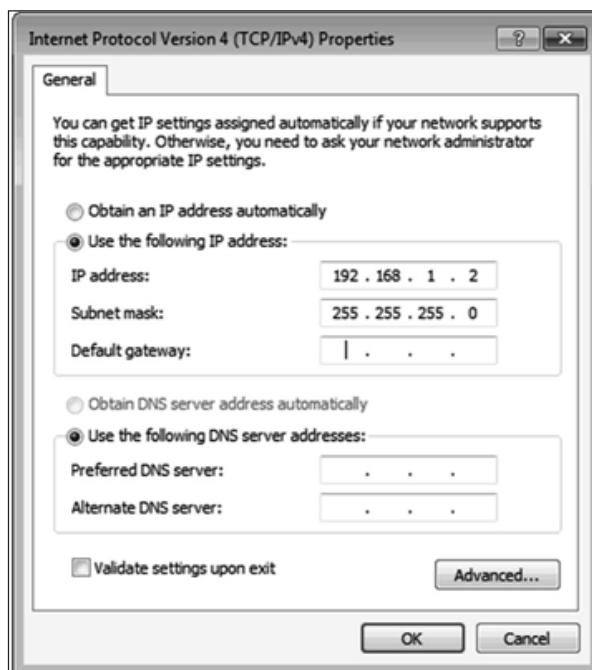 Internet Protocol Version 4 (TCP/IPv4) Properties
?
General
You can get IP settings assigned automatically if your network supports
this capability. Otherwise, you need to ask your network administrator
for the appropriate IP settings.
Obtain an IP address automatically
Use the following IP address:
IP address: 192 . 168 . 1 . 2
Subnet mask: 255 . 255 . 255 . 0
Default gateway: . . .
Obtain DNS server address automatically
Use the following DNS server addresses:
Preferred DNS server: . . .
Alternate DNS server: . . .
Validate settings upon exit
Advanced...
OK Cancel